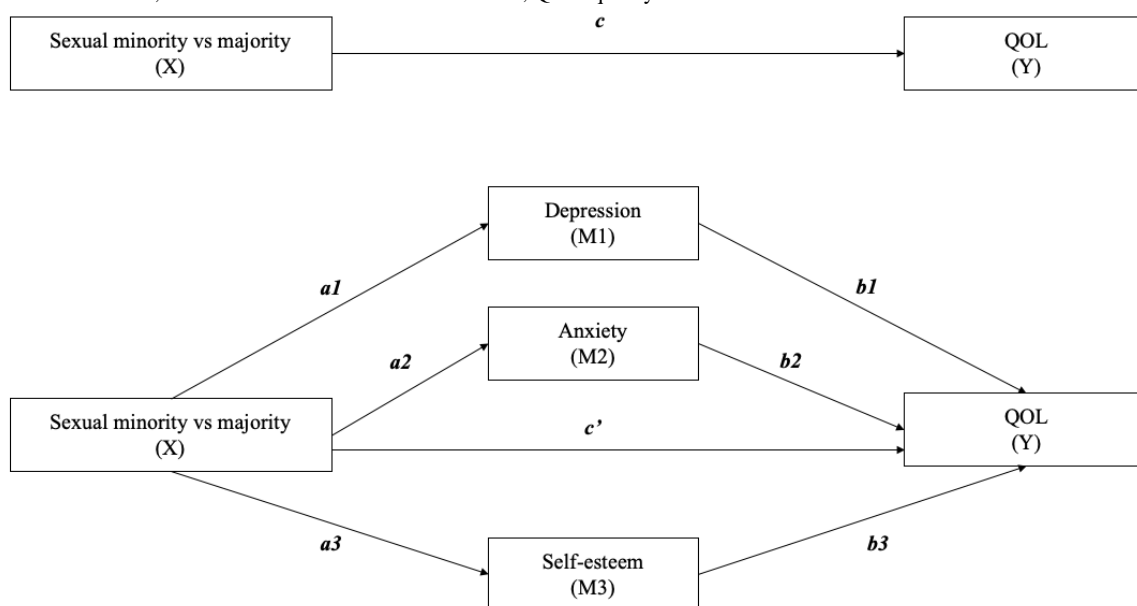 c
Sexual minority vs majority
(X)
QOL
(Y)
Depression
(M1)
a1
b1
Anxiety
(M2)
a2
b2
Sexual minority vs majority
(X)
c’
QOL
(Y)
a3
b3
Self-esteem
(M3)